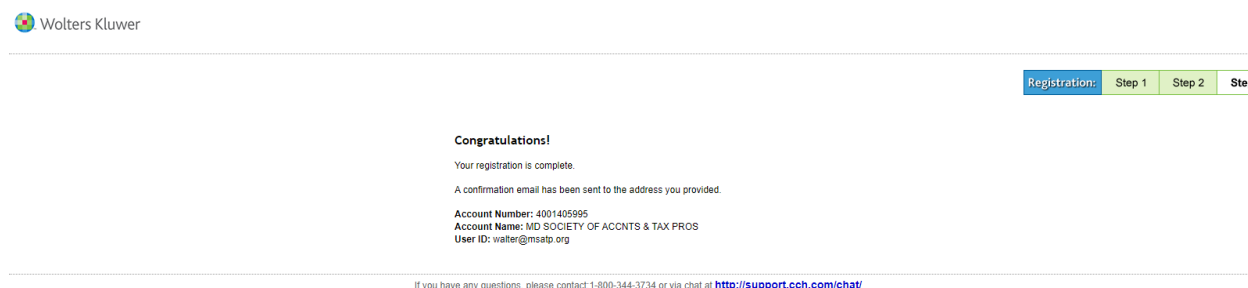 Wolters Kluwer
Registration: Step 1 Step 2 Ste
Congratulations!
Your registration is complete.
A confirmation email has been sent to the address you provided.
Account Number: 4001405995
Account Name: MD SOCIETY OF ACCNTS & TAX PROS
User ID: walter@msatp.org
If you have any questions, please contact:1-800-344-3734 or via chat at http://support.cch.com/chat/